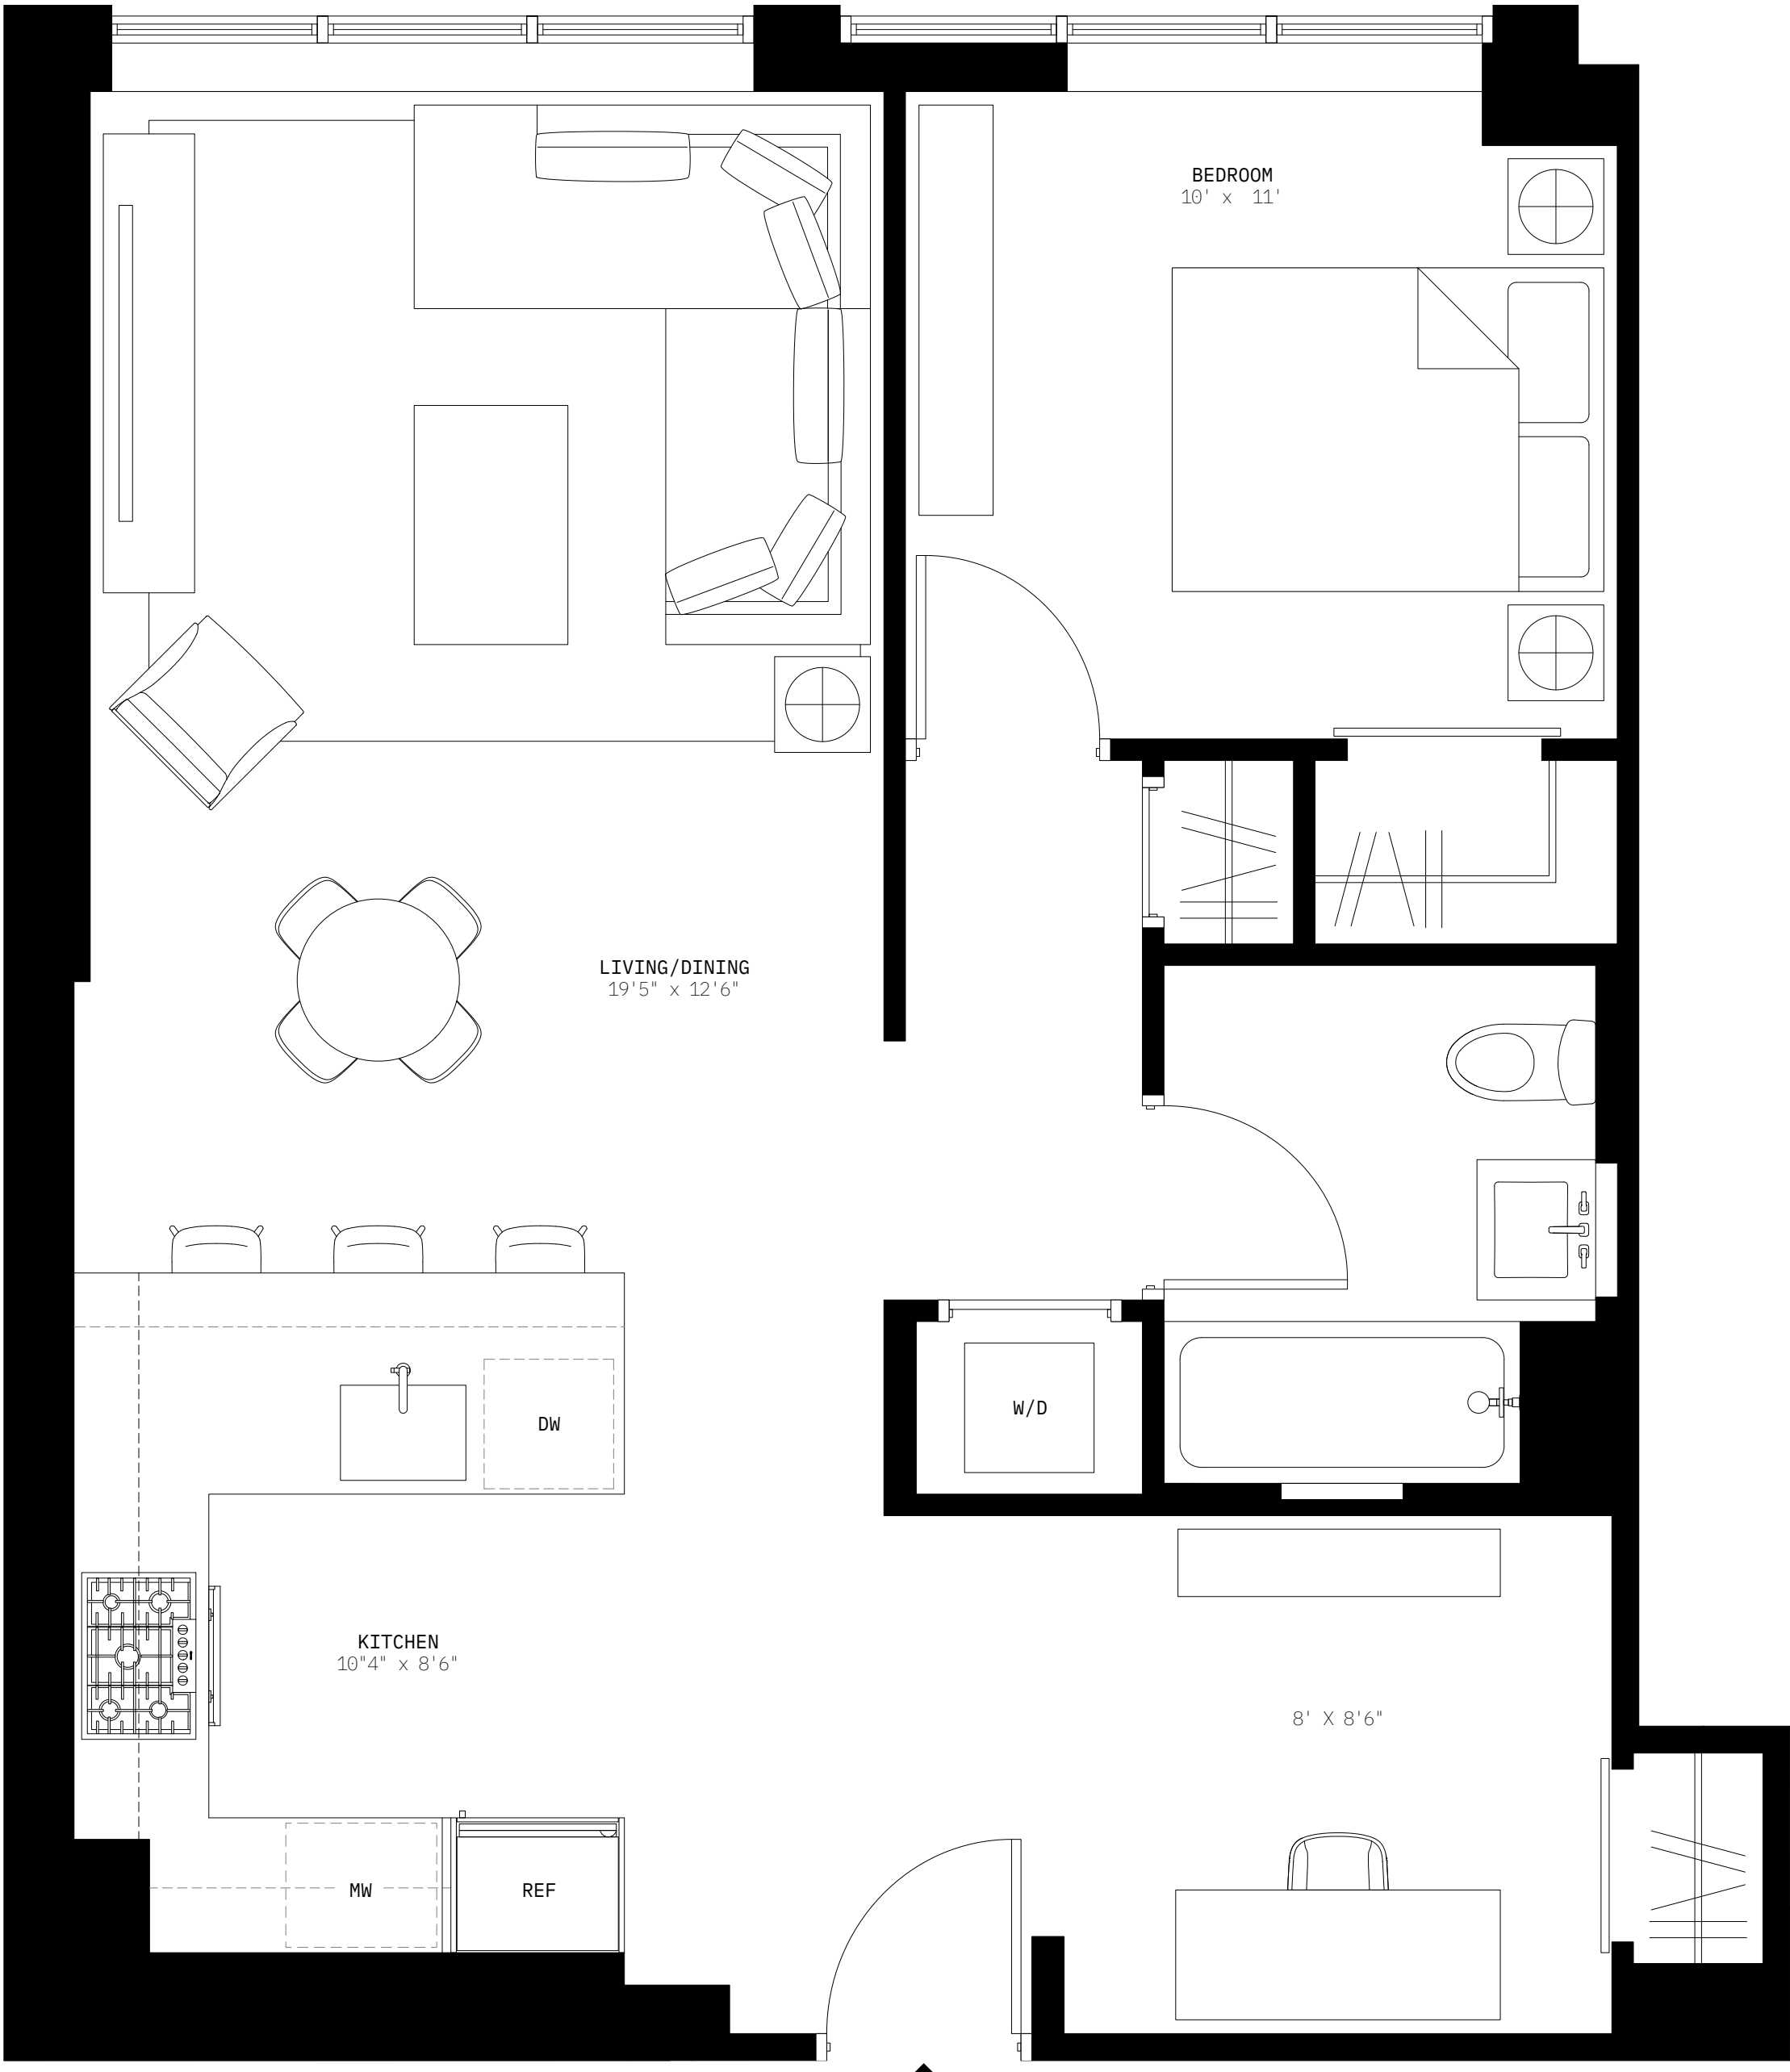 BEDROOM
10' x 11'
LIVING/DINING
19'5" x 12'6"
DW
W/D
KITCHEN
10"4" x 8'6"
8' X 8'6"
MW
REF